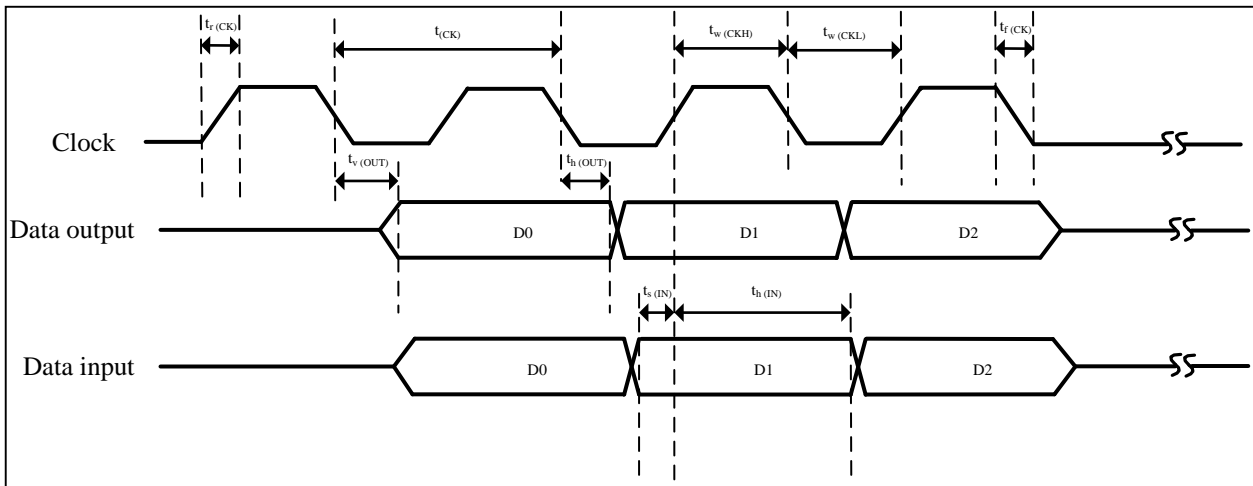 tr (CK)
t(CK)
tw (CKH)
tw (CKL)
tf (CK)
Clock
tv (OUT)
th (OUT)
Data output
D0
D1
D2
ts (IN)
th (IN)
Data input
D0
D1
D2